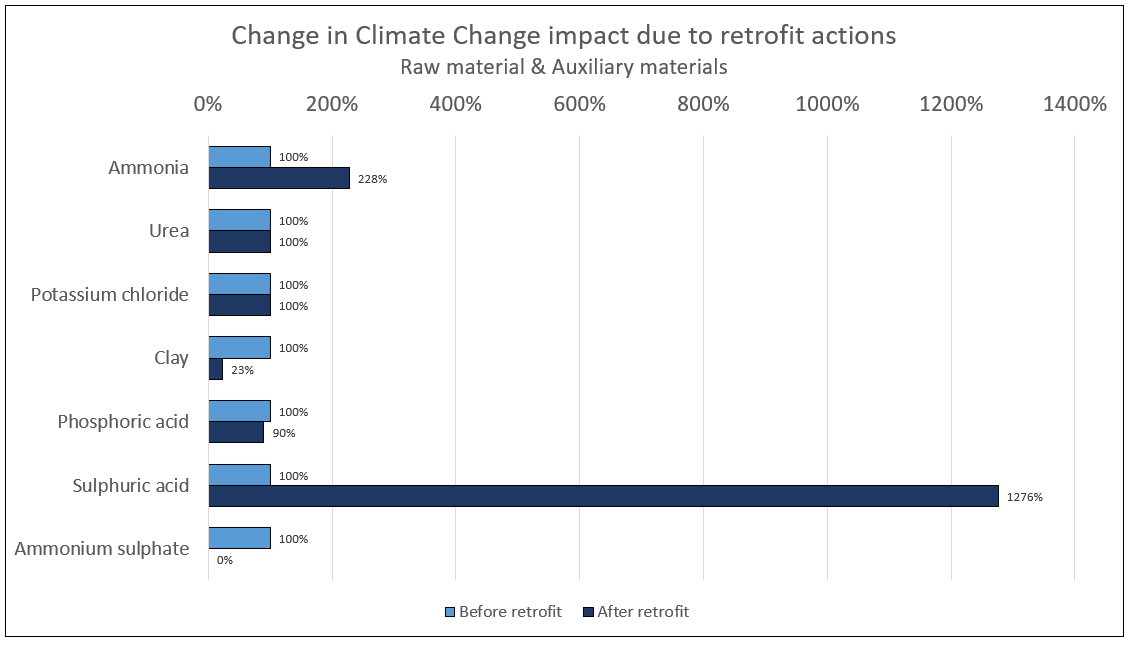 Change in Climate Change impact due to retrofit actions
Raw material & Auxiliary materials
0% 200% 400% 600% 800% 1000% 1200% 1400%
Ammonia
100%
228%
Urea
100%
100%
Potassium chloride
100%
100%
Clay
100%
23%
Phosphoric acid
100%
90%
Sulphuric acid
100%
1276%
Ammonium sulphate
100%
0%
Before retrofit After retrofit